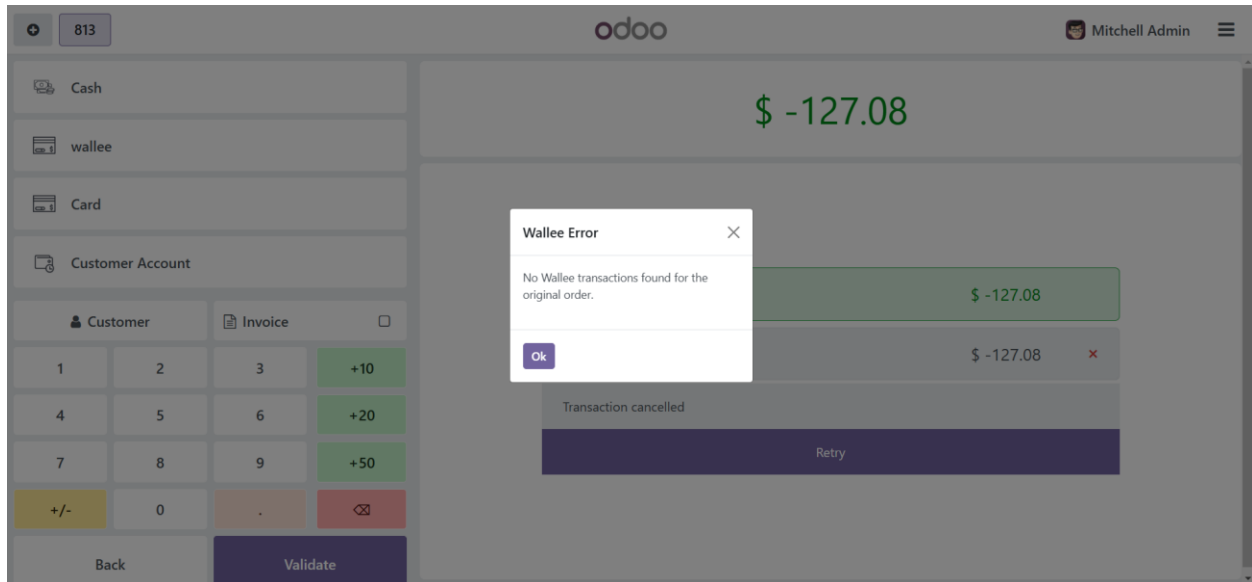 813
odoo
Mitchell Admin
Cash
wallee
Card
Customer Account
Customer
Invoice
1 2 3 +10
4 5 6 +20
7 8 9 +50
+/- 0 .
Back
Validate
$ -127.08
Wallee Error
No Wallee transactions found for the
original order.
Ok
$ -127.08
$ -127.08
Transaction cancelled
Retry